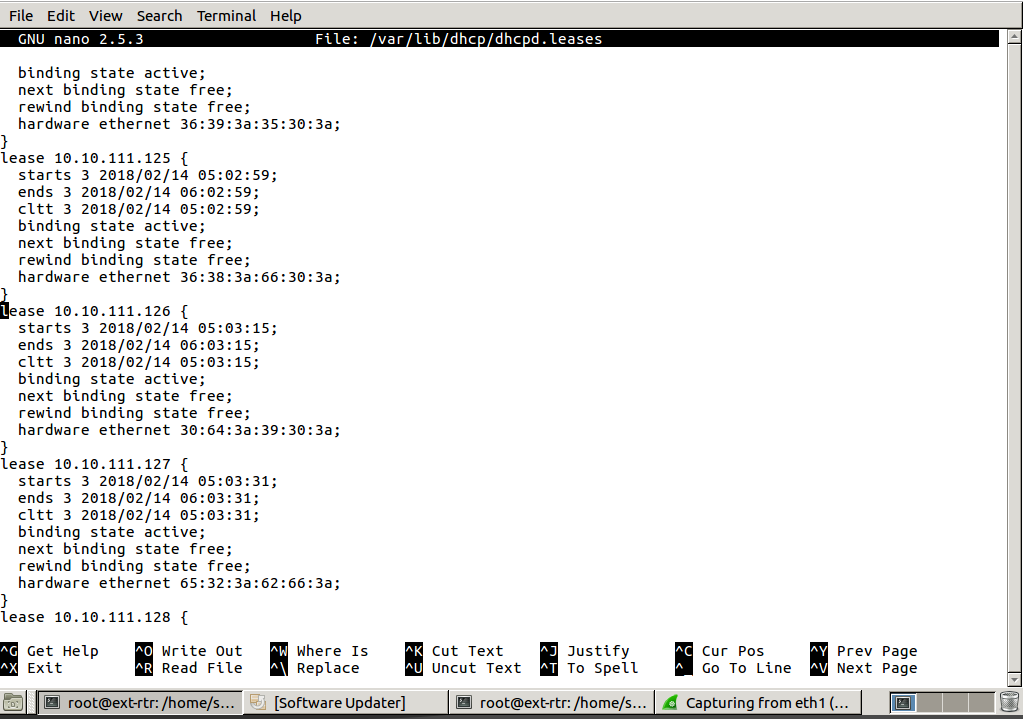 File Edit View Search Terminal Help
GNU nano 2.5.3 File: /var/lib/dhcp/dhcpd.leases
binding state active;
next binding state free;
rewind binding state free;
hardware ethernet 36:39:3a:35:30:3a;
}
lease 10.10.111.125 {
starts 3 2018/02/14 05:02:59;
ends 3 2018/02/14 06:02:59;
cltt 3 2018/02/14 05:02:59;
binding state active;
next binding state free;
rewind binding state free;
hardware ethernet 36:38:3a:66:30:3a;
}
lease 10.10.111.126 {
starts 3 2018/02/14 05:03:15;
ends 3 2018/02/14 06:03:15;
cltt 3 2018/02/14 05:03:15;
binding state active;
next binding state free;
rewind binding state free;
hardware ethernet 30:64:3a:39:30:3a;
}
lease 10.10.111.127 {
starts 3 2018/02/14 05:03:31;
ends 3 2018/02/14 06:03:31;
cltt 3 2018/02/14 05:03:31;
binding state active;
next binding state free;
rewind binding state free;
hardware ethernet 65:32:3a:62:66:3a;
}
lease 10.10.111.128 {
^G Get Help ^O Write Out ^W Where Is ^K Cut Text ^J Justify ^C Cur Pos ^Y Prev Page
^X Exit ^R Read File ^\ Replace ^U Uncut Text ^T To Spell ^_ Go To Line ^V Next Page
root@ext-rtr: /home/s... [Software Updater] root@ext-rtr: /home/s... Capturing from eth1 (...